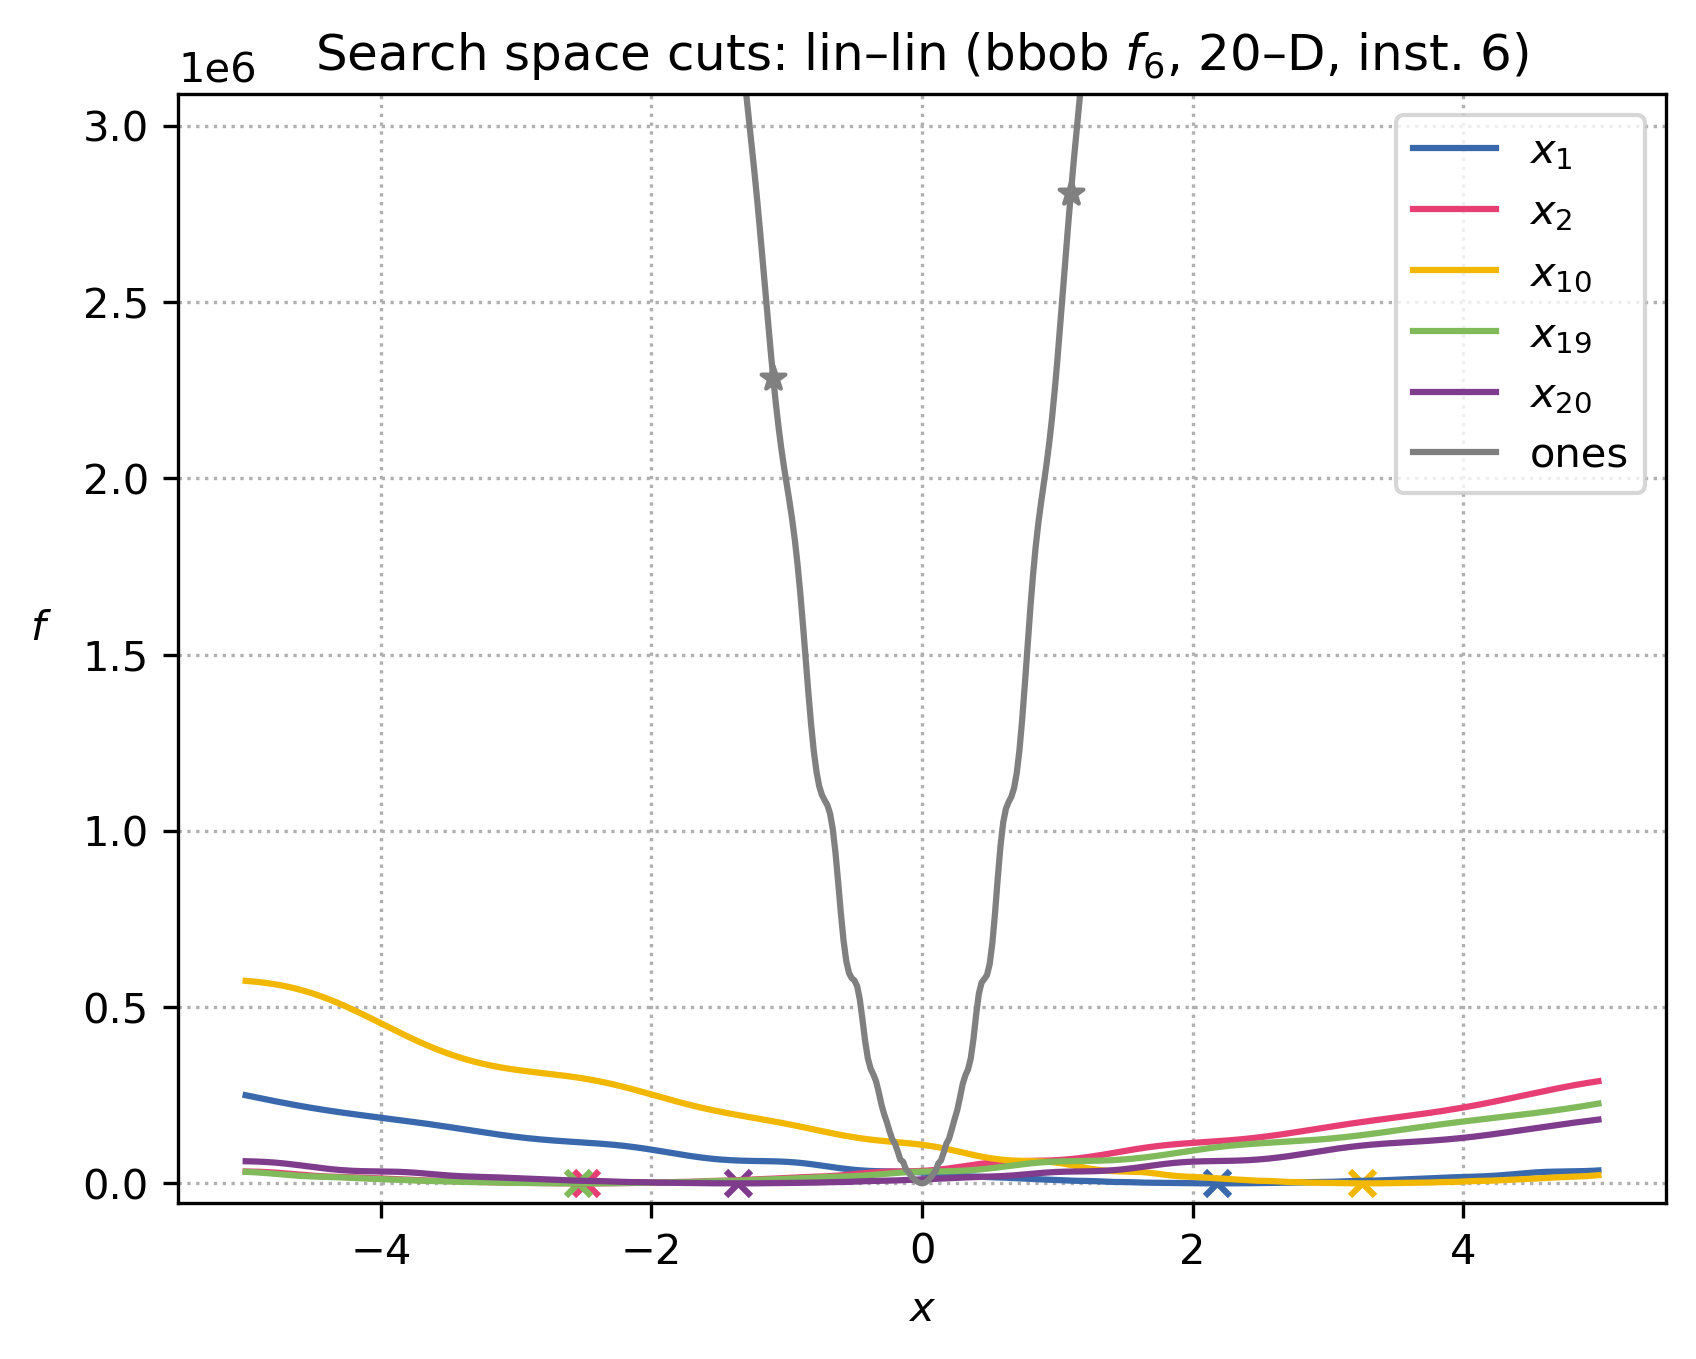 Search space cuts: lin–lin (bbob f₆, 20–D, inst. 6)
1e6
3.0
2.5
2.0
1.5
1.0
0.5
0.0
f
−4
−2
0
2
4
x
x₁
x₂
x₁₀
x₁₉
x₂₀
ones